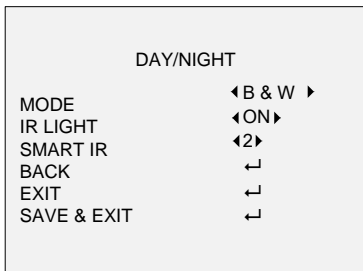 DAY/NIGHT
MODE ◀ B & W ▶
IR LIGHT ◀ ON ▶
SMART IR ◀ 2 ▶
BACK ↵
EXIT ↵
SAVE & EXIT ↵